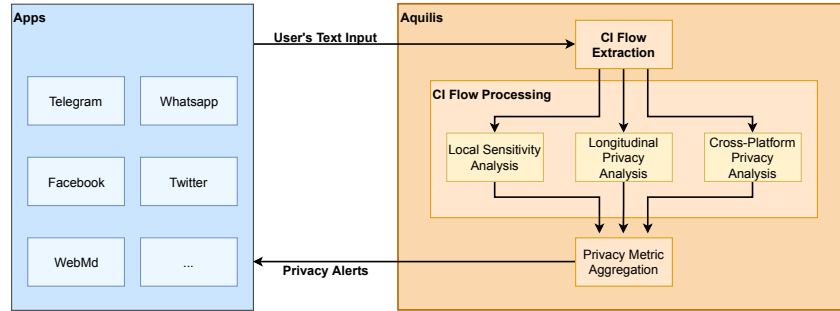 Apps
Telegram
Whatsapp
Facebook
Twitter
WebMd
...
User's Text Input
Privacy Alerts
Aquilis
CI Flow
Extraction
CI Flow Processing
Local Sensitivity
Analysis
Longitudinal
Privacy
Analysis
Cross-Platform
Privacy
Analysis
Privacy Metric
Aggregation